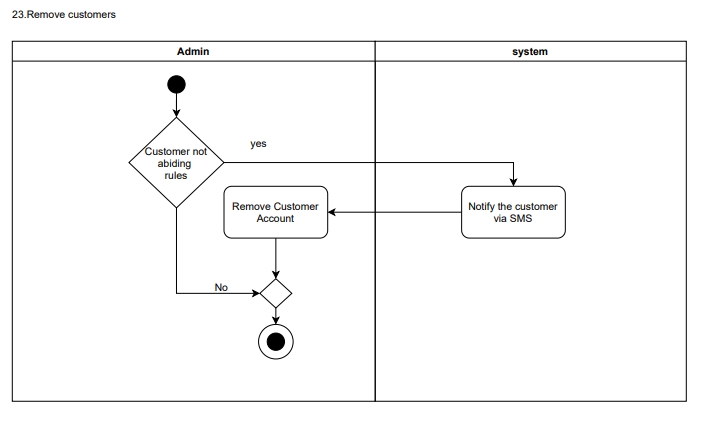 23.Remove customers
Admin
system
Customer not
abiding
rules
yes
Remove Customer
Account
Notify the customer
via SMS
No